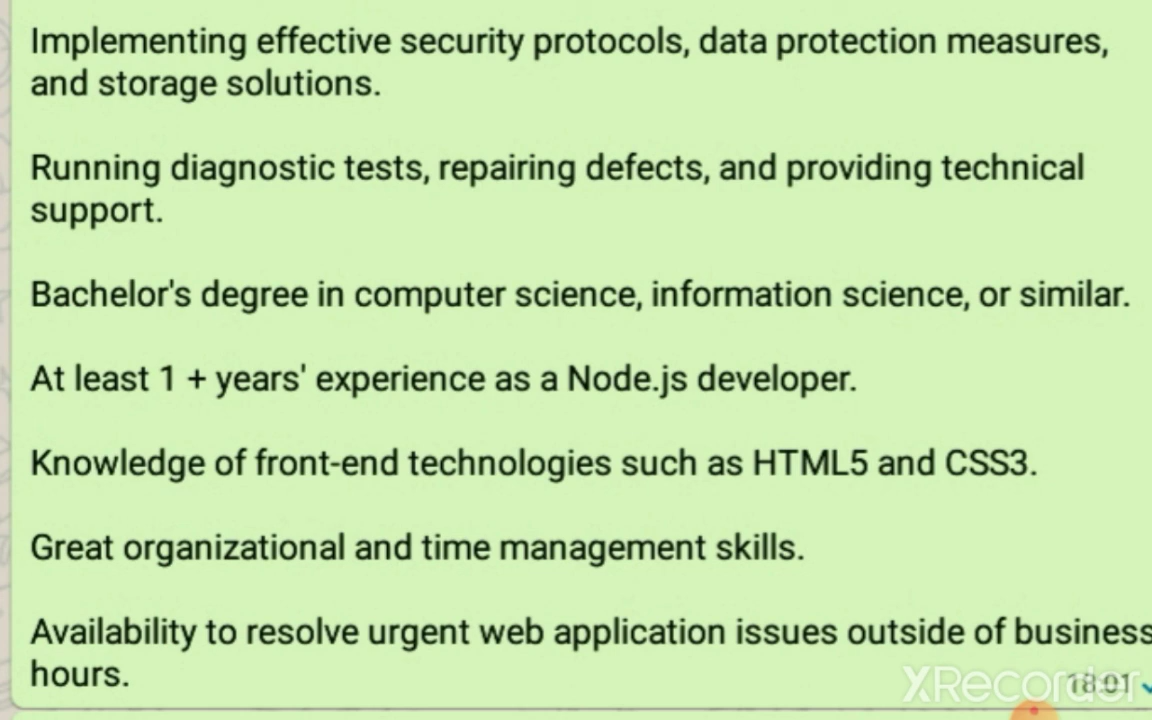 Implementing effective security protocols, data protection measures,
and storage solutions.
Running diagnostic tests, repairing defects, and providing technical
support.
Bachelor's degree in computer science, information science, or similar.
At least 1 + years' experience as a Node.js developer.
Knowledge of front-end technologies such as HTML5 and CSS3.
Great organizational and time management skills.
Availability to resolve urgent web application issues outside of business
hours.
XRecorder
18:01